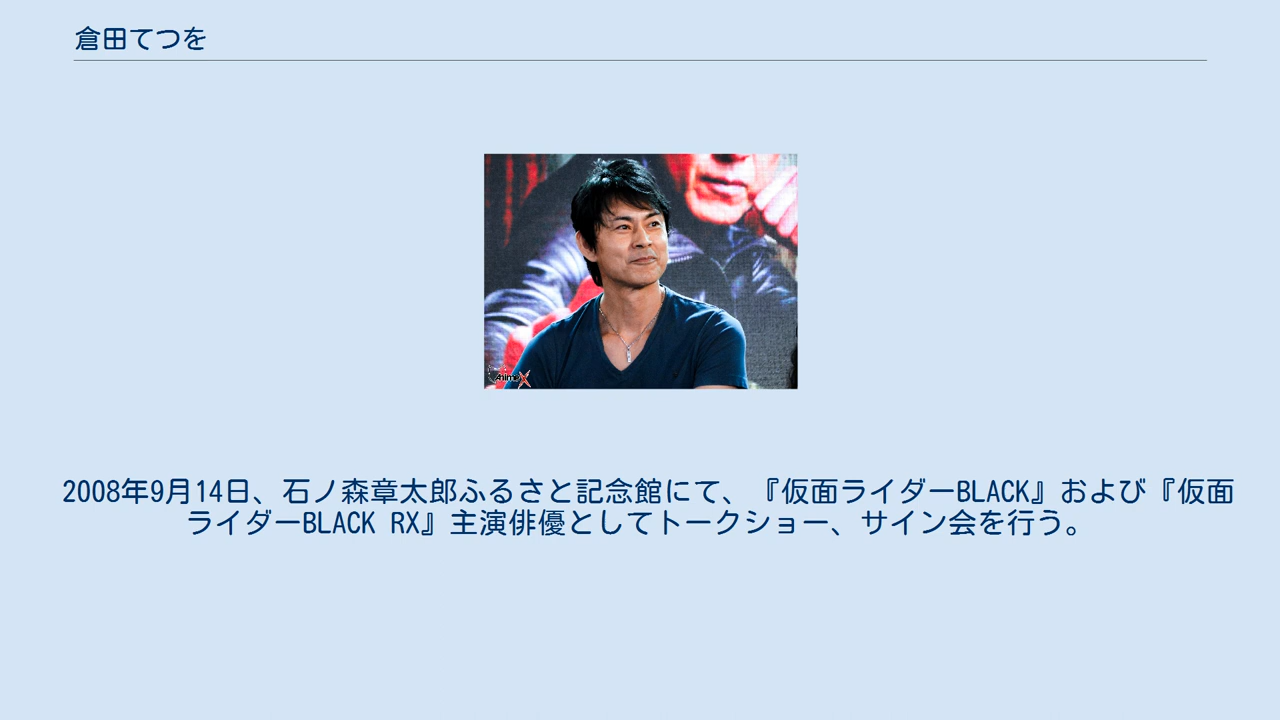 倉田てつを
AnimeX
2008年9月14日、石ノ森章太郎ふるさと記念館にて、『仮面ライダーBLACK』および『仮面
ライダーBLACK RX』主演俳優としてトークショー、サイン会を行う。